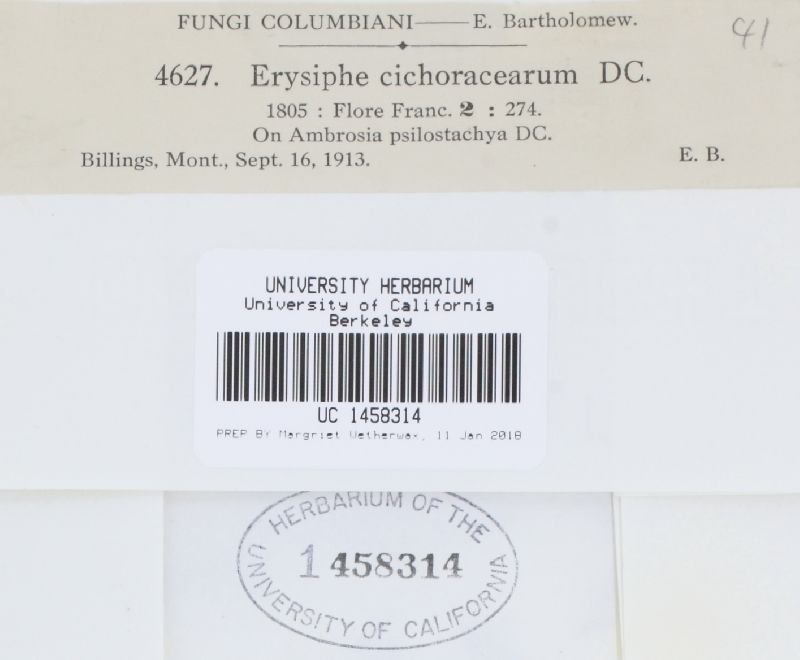 FUNGI COLUMBIANI——E. Bartholomew.
41
4627. Erysiphe cichoracearum DC.
1805 : Flore Franc. 2 : 274.
On Ambrosia psilostachya DC.
Billings, Mont., Sept. 16, 1913. E. B.
UNIVERSITY HERBARIUM
University of California
Berkeley
UC 1458314
PREP BY Margriet Wetherwax, 11 Jan 2018
HERBARIUM OF THE
1458314
UNIVERSITY OF CALIFORNIA